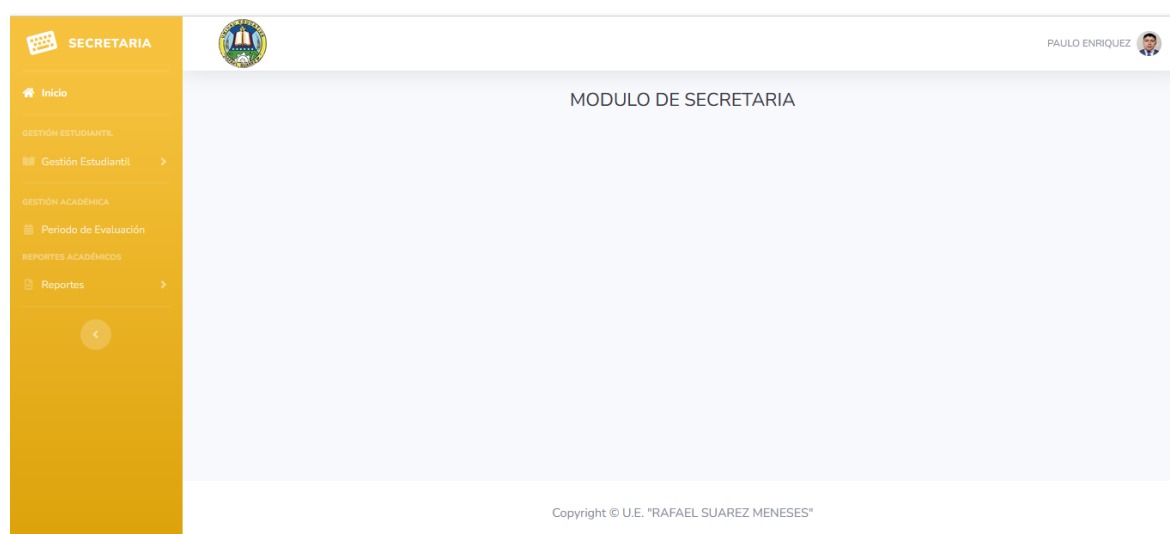 SECRETARIA
PAULO ENRIQUEZ
Inicio
GESTIÓN ESTUDIANTIL
Gestión Estudiantil
GESTIÓN ACADÉMICA
Periodo de Evaluación
REPORTES ACADÉMICOS
Reportes
MODULO DE SECRETARIA
Copyright © U.E. "RAFAEL SUAREZ MENESES"